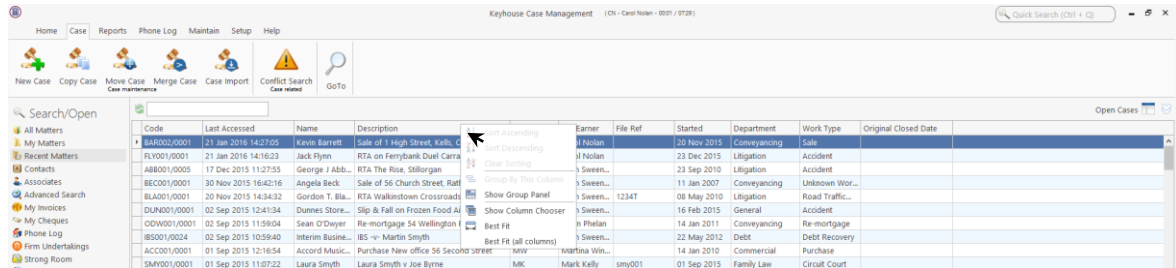 Keyhouse Case Management | (CN - Carol Nolan - 0001 / 0729)
Quick Search (Ctrl + Q)
Home Case Reports Phone Log Maintain Setup Help
New Case Copy Case Move Case Merge Case Case Import Conflict Search GoTo
Case maintenance Case related
Search/Open
Open Cases
All Matters
My Matters
Recent Matters
Contacts
Associates
Advanced Search
My Invoices
My Cheques
Phone Log
Firm Undertakings
Strong Room
Code Last Accessed Name Description Earner File Ref Started Department Work Type Original Closed Date
BAR002/0001 21 Jan 2016 14:27:05 Kevin Barrett Sale of 1 High Street, Kells, C Nolan 20 Nov 2015 Conveyancing Sale
FLY001/0001 21 Jan 2016 14:16:23 Jack Flynn RTA on Ferrybank Duel Carra Nolan 23 Dec 2015 Litigation Accident
ABB001/0005 17 Dec 2015 11:27:55 George J Abb... RTA The Rise, Stillorgan Sween... 23 Sep 2010 Litigation Accident
BEC001/0001 30 Nov 2015 16:42:16 Angela Beck Sale of 56 Church Street, Rath Sween... 11 Jan 2007 Conveyancing Unknown Wor...
BLA001/0001 20 Nov 2015 14:34:32 Gordon T. Bla... RTA Walkinstown Crossroads Sween... 1234T 08 May 2010 Litigation Road Traffic...
DUN001/0001 02 Sep 2015 12:41:34 Dunnes Store... Slip & Fall on Frozen Food Ai Sween... 16 Feb 2015 General Accident
ODW001/0001 02 Sep 2015 11:59:04 Sean O'Dwyer Re-mortgage 54 Wellington Phelan 14 Jan 2011 Conveyancing Re-mortgage
IBS001/0024 02 Sep 2015 10:59:40 Interim Busine... IBS -v- Martin Smyth Sween... 22 May 2012 Debt Debt Recovery
ACC001/0001 01 Sep 2015 12:16:54 Accord Music... Purchase New office 56 Second Street MW Martina Win... 14 Jan 2010 Commercial Purchase
SMY001/0001 01 Sep 2015 11:07:22 Laura Smyth Laura Smyth v Joe Byrne MK Mark Kelly smy001 01 Sep 2015 Family Law Circuit Court
Sort Ascending
Sort Descending
Clear Sorting
Group By This Column
Show Group Panel
Show Column Chooser
Best Fit
Best Fit (all columns)